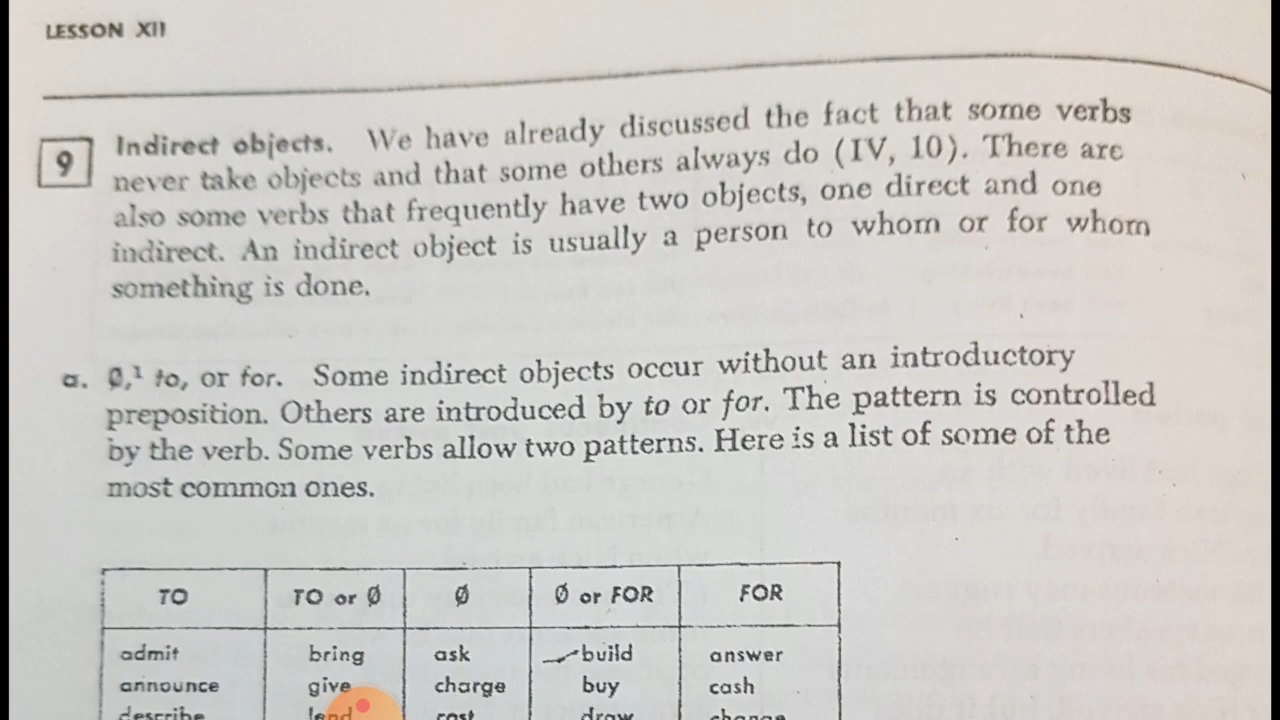 LESSON XII
9 Indirect objects. We have already discussed the fact that some verbs
never take objects and that some others always do (IV, 10). There are
also some verbs that frequently have two objects, one direct and one
indirect. An indirect object is usually a person to whom or for whom
something is done.
a. Ø,¹ to, or for. Some indirect objects occur without an introductory
preposition. Others are introduced by to or for. The pattern is controlled
by the verb. Some verbs allow two patterns. Here is a list of some of the
most common ones.
TO TO or Ø Ø Ø or FOR FOR
admit bring ask build answer
announce give charge buy cash
describe lend cost draw change